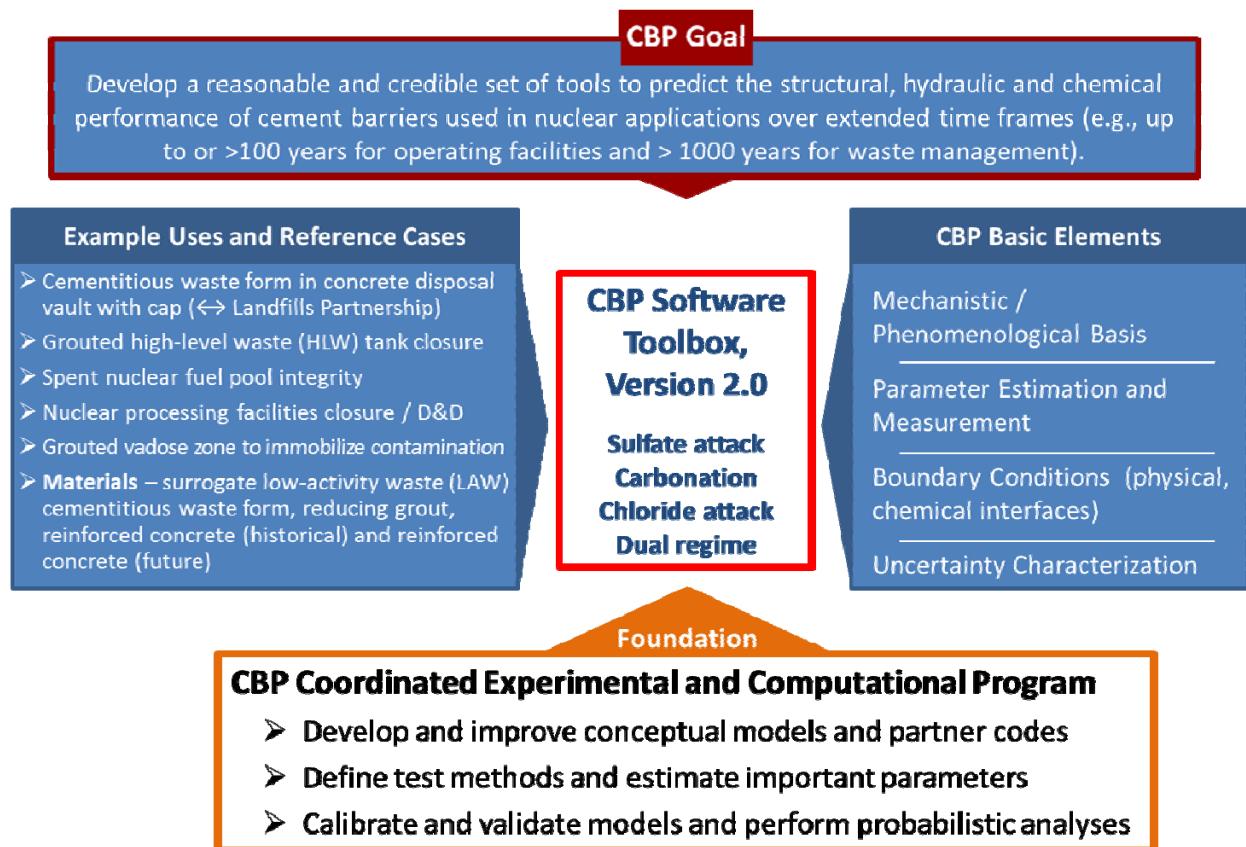 CBP Goal
Develop a reasonable and credible set of tools to predict the structural, hydraulic and chemical
performance of cement barriers used in nuclear applications over extended time frames (e.g., up
to or >100 years for operating facilities and > 1000 years for waste management).
Example Uses and Reference Cases
➢ Cementitious waste form in concrete disposal
vault with cap (↔ Landfills Partnership)
➢ Grouted high-level waste (HLW) tank closure
➢ Spent nuclear fuel pool integrity
➢ Nuclear processing facilities closure / D&D
➢ Grouted vadose zone to immobilize contamination
➢ Materials – surrogate low-activity waste (LAW)
cementitious waste form, reducing grout,
reinforced concrete (historical) and reinforced
concrete (future)
CBP Software
Toolbox,
Version 2.0
Sulfate attack
Carbonation
Chloride attack
Dual regime
CBP Basic Elements
Mechanistic /
Phenomenological Basis
Parameter Estimation and
Measurement
Boundary Conditions (physical,
chemical interfaces)
Uncertainty Characterization
Foundation
CBP Coordinated Experimental and Computational Program
➢ Develop and improve conceptual models and partner codes
➢ Define test methods and estimate important parameters
➢ Calibrate and validate models and perform probabilistic analyses